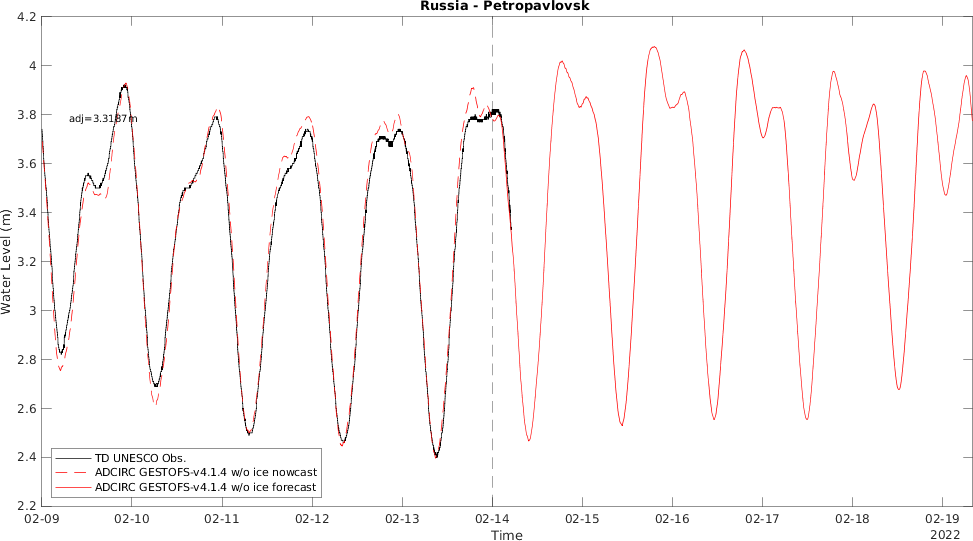 Russia - Petropavlovsk
4.2
4
3.8
3.6
3.4
3.2
3
2.8
2.6
2.4
2.2
Water Level (m)
adj=3.3187m
TD UNESCO Obs.
ADCIRC GESTOFS-v4.1.4 w/o ice nowcast
ADCIRC GESTOFS-v4.1.4 w/o ice forecast
02-09 02-10 02-11 02-12 02-13 02-14 02-15 02-16 02-17 02-18 02-19
Time
2022